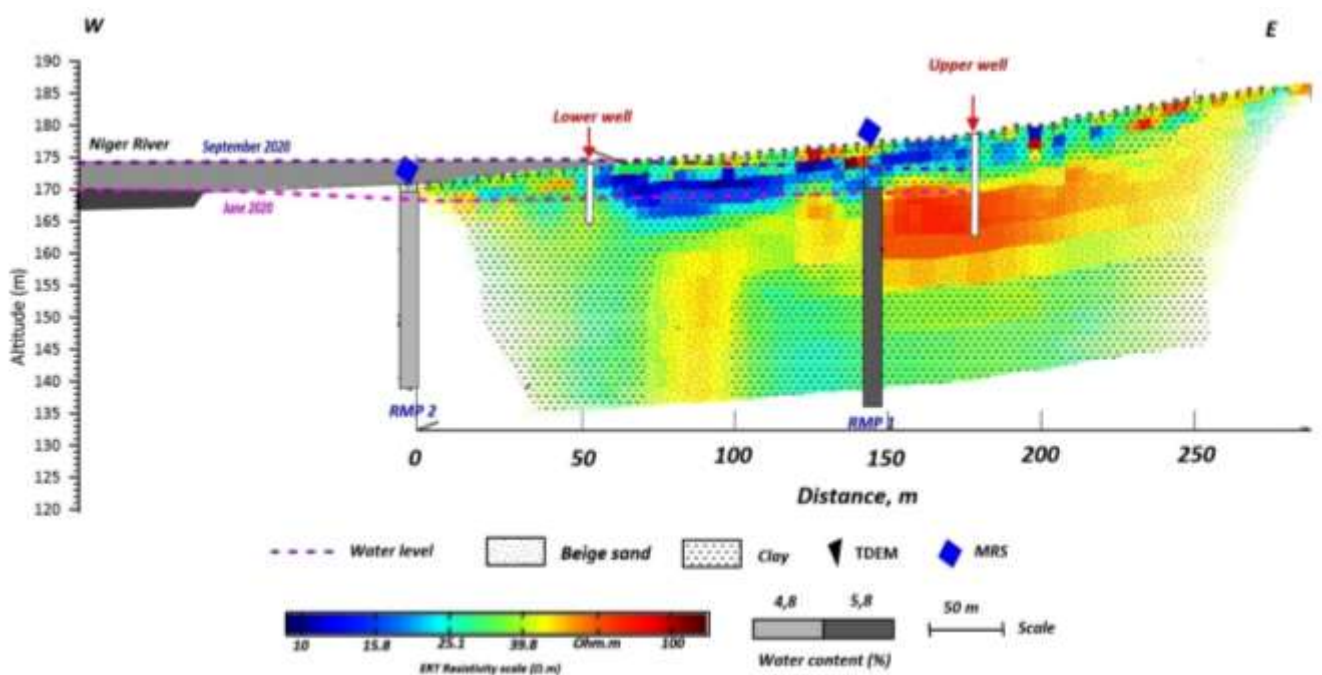 W
E
190
185
180
175
170
165
160
155
150
145
140
135
130
125
120
Altitude (m)
Upper well
Lower well
Niger River
September 2020
June 2020
RMP 2
RMP 1
0 50 100 150 200 250
Distance, m
Water level
Beige sand
Clay
TDEM
MRS
10 15.8 25.1 39.8 Ohm.m 100
ERT Resistivity scale (Ω.m)
4,8 5,8
Water content (%)
50 m
Scale